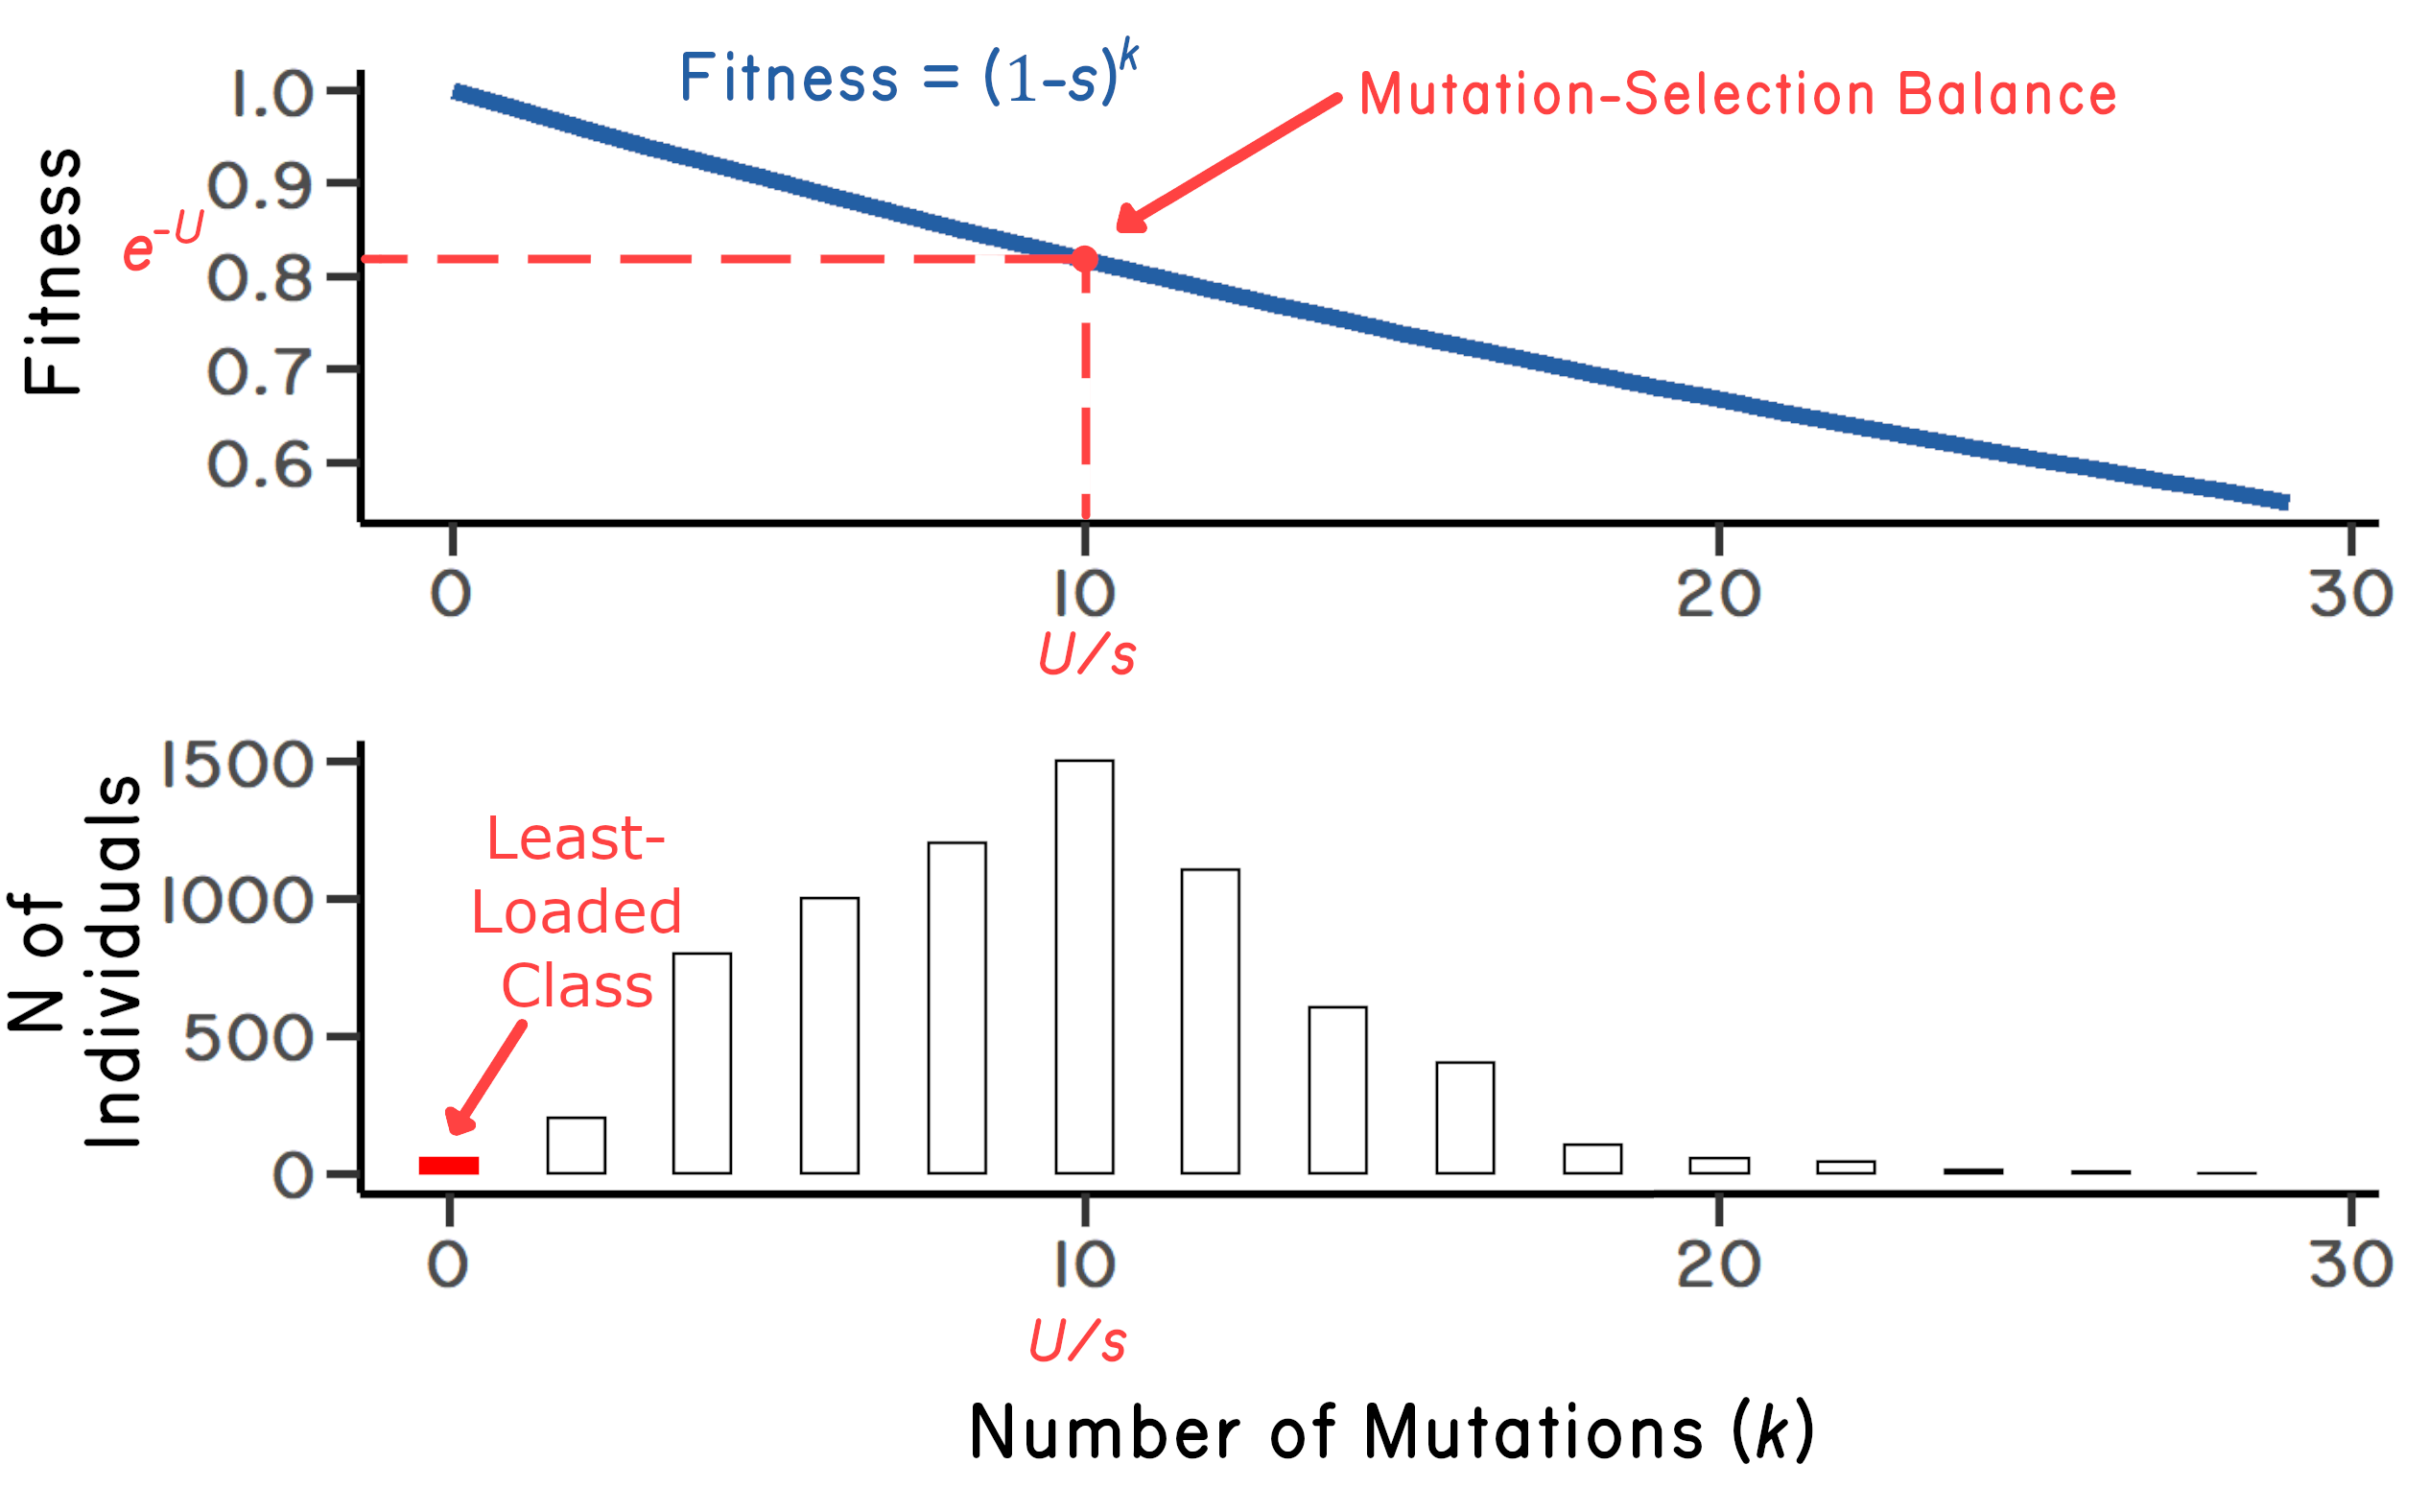 Fitness = (1-s)^k
Mutation-Selection Balance
Fitness
1.0
0.9
e^-U
0.8
0.7
0.6
0
10
20
30
U/s
N of
Individuals
1500
1000
500
0
Least-
Loaded
Class
0
10
20
30
U/s
Number of Mutations (k)